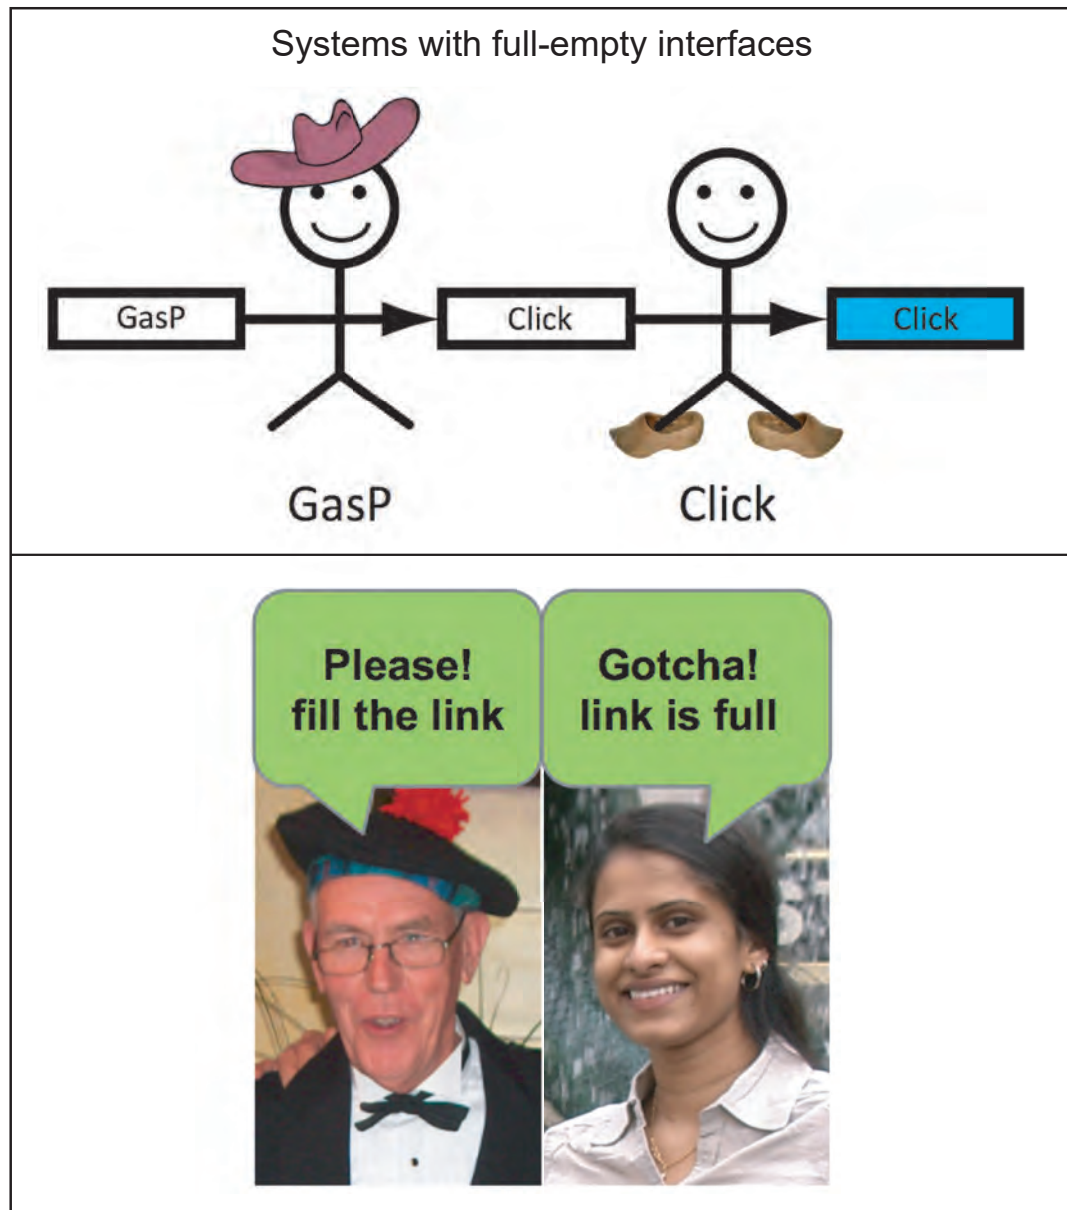 Systems with full-empty interfaces
GasP
Click
Click
GasP
Click
Please!
fill the link
Gotcha!
link is full